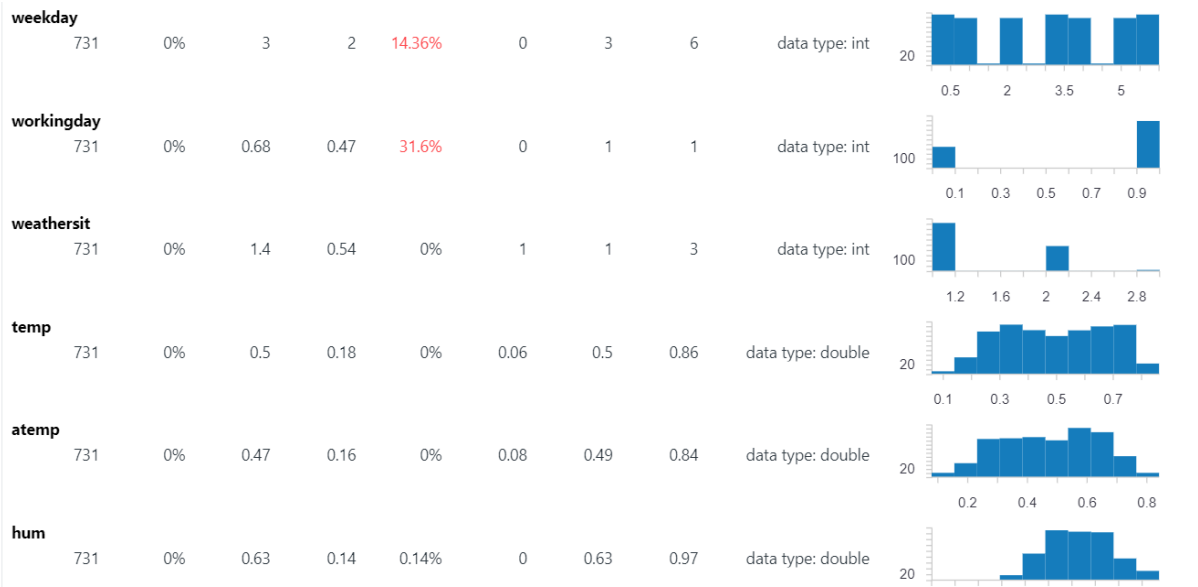 weekday
731 0% 3 2 14.36% 0 3 6 data type: int 20
0.5 2 3.5 5
workingday
731 0% 0.68 0.47 31.6% 0 1 1 data type: int 100
0.1 0.3 0.5 0.7 0.9
weathersit
731 0% 1.4 0.54 0% 1 1 3 data type: int 100
1.2 1.6 2 2.4 2.8
temp
731 0% 0.5 0.18 0% 0.06 0.5 0.86 data type: double 20
0.1 0.3 0.5 0.7
atemp
731 0% 0.47 0.16 0% 0.08 0.49 0.84 data type: double 20
0.2 0.4 0.6 0.8
hum
731 0% 0.63 0.14 0.14% 0 0.63 0.97 data type: double 20